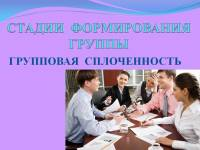 СТАДИИ ФОРМИРОВАНИЯ
ГРУППЫ
ГРУППОВАЯ СПЛОЧЕННОСТЬ